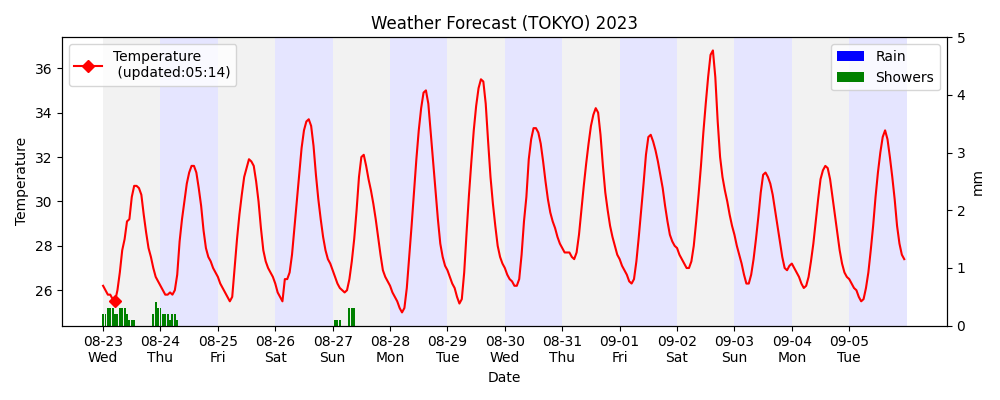 Weather Forecast (TOKYO) 2023
Temperature
(updated:05:14)
Rain
Showers
Temperature
36
34
32
30
28
26
5
4
3
2
1
0
mm
08-23 08-24 08-25 08-26 08-27 08-28 08-29 08-30 08-31 09-01 09-02 09-03 09-04 09-05
Wed Thu Fri Sat Sun Mon Tue Wed Thu Fri Sat Sun Mon Tue
Date